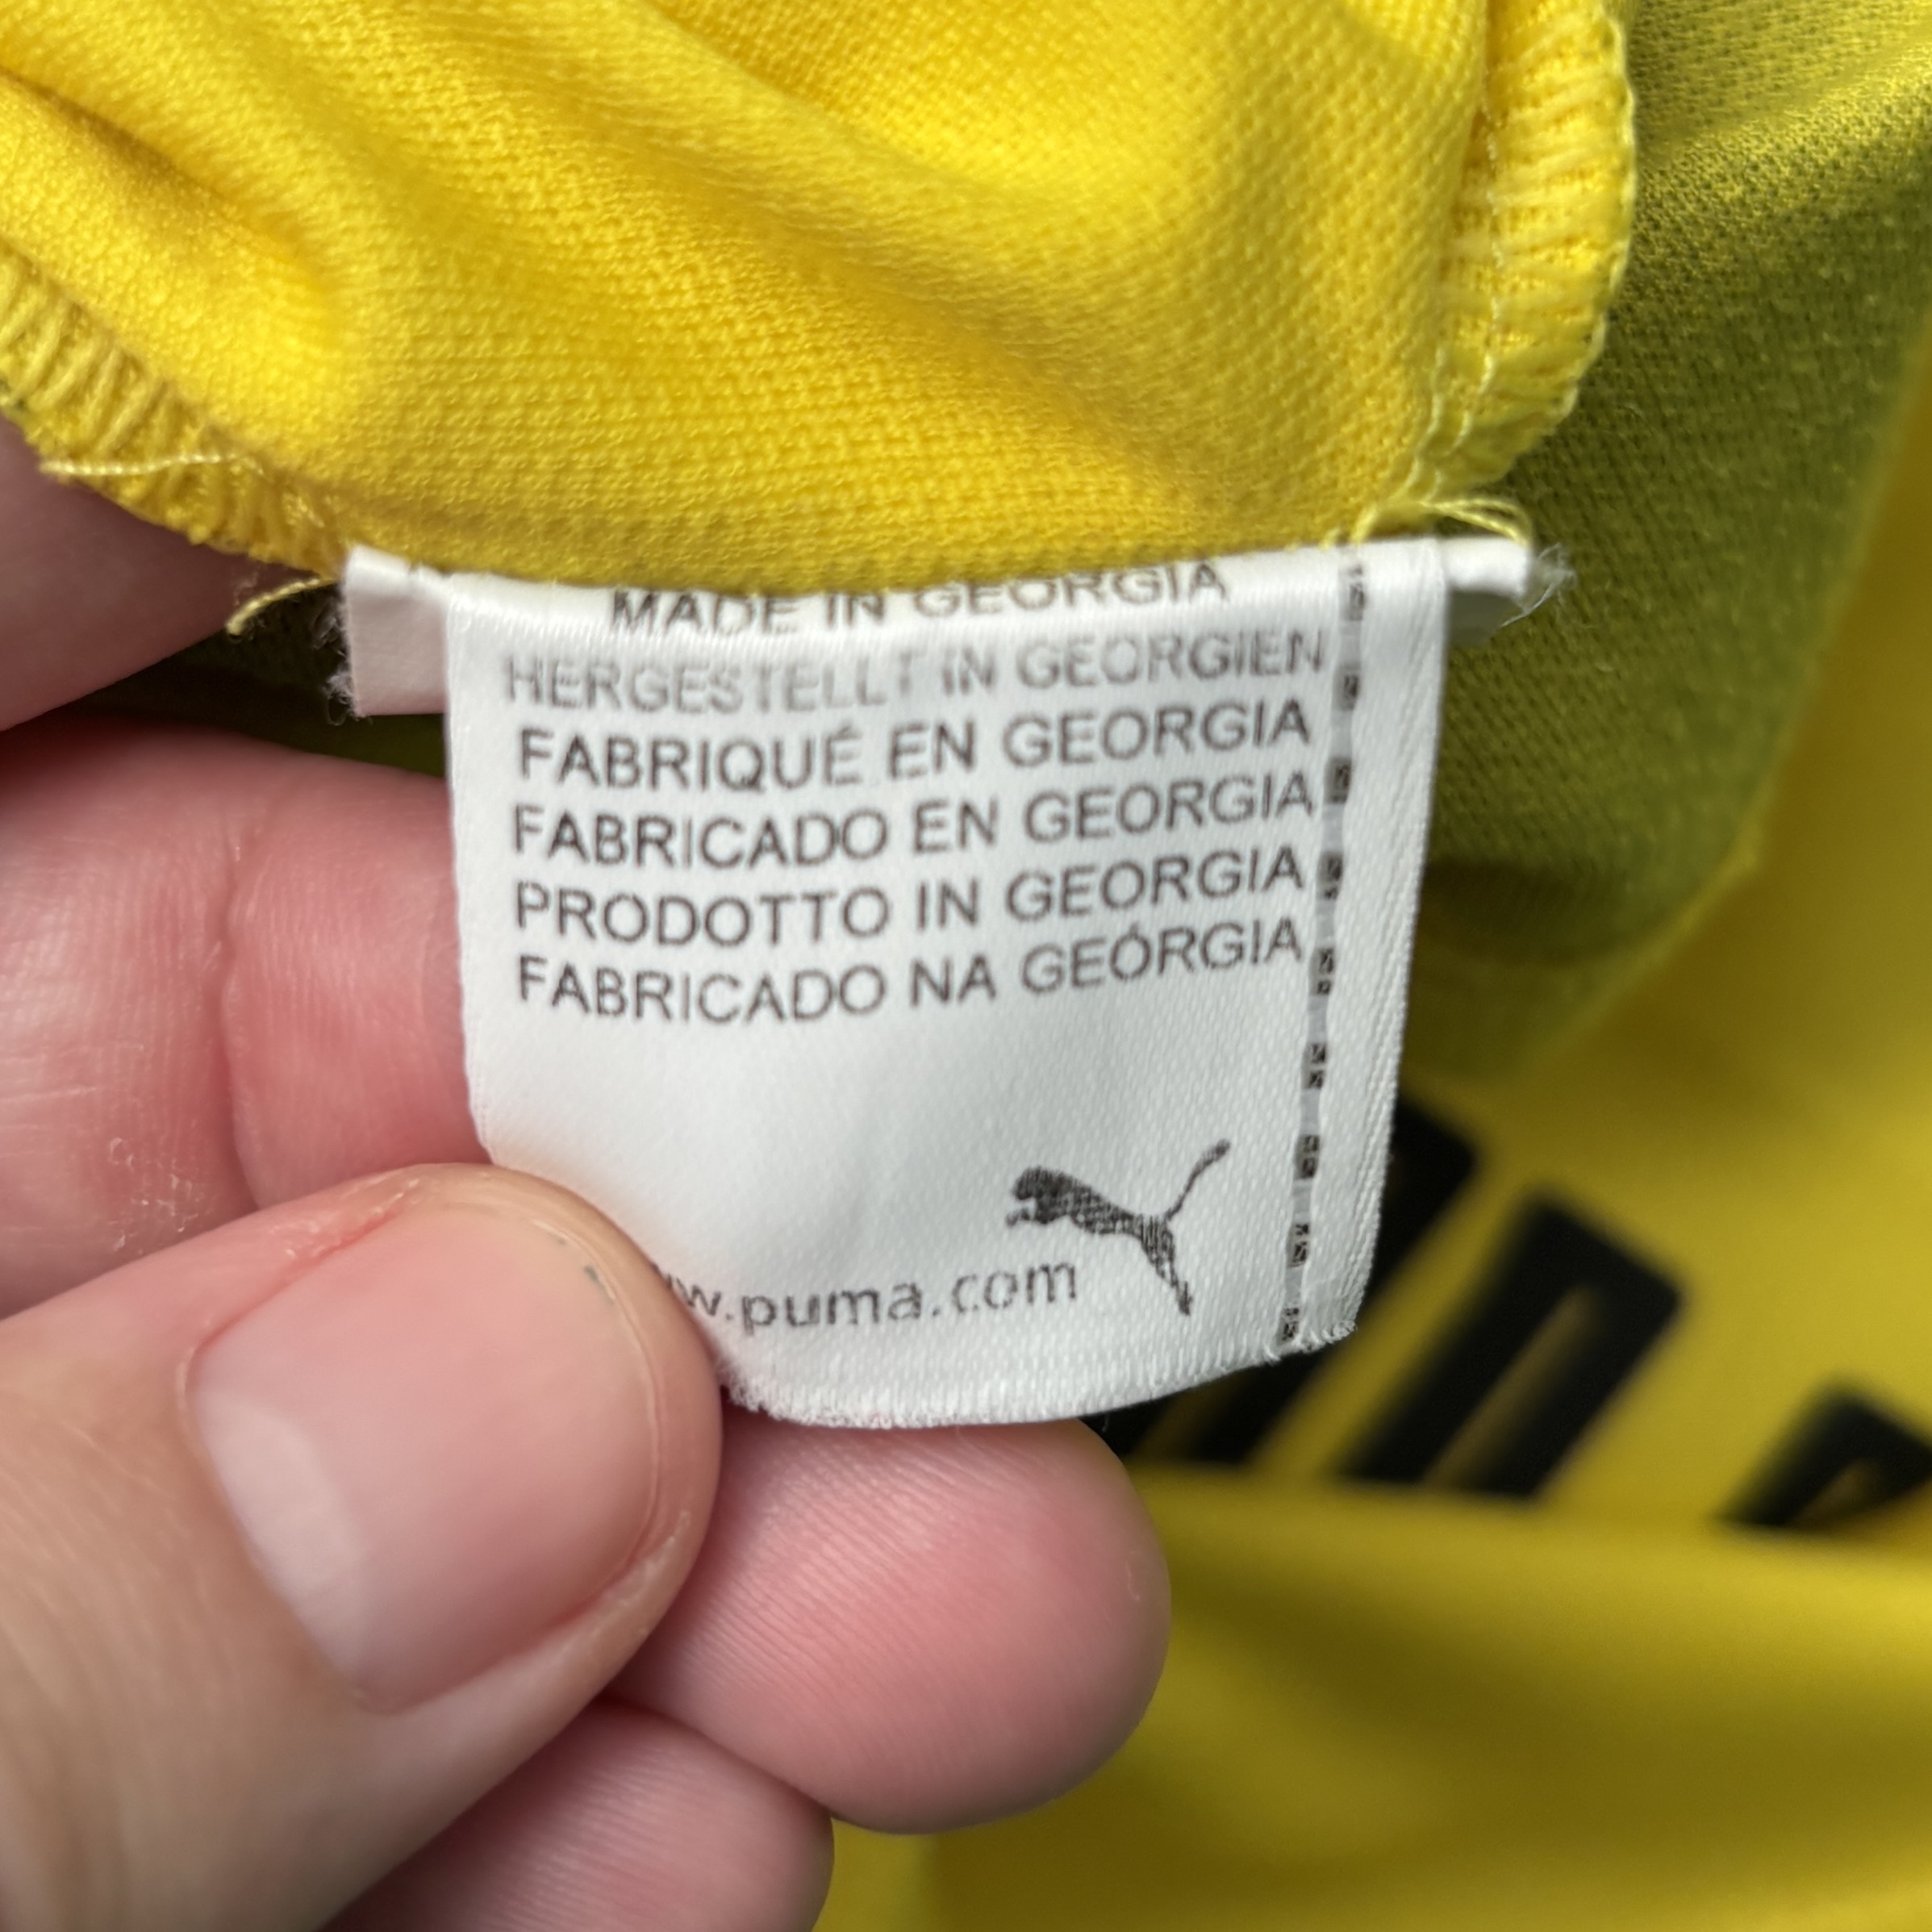 MADE IN GEORGIA
HERGESTELLT IN GEORGIEN
FABRIQUÉ EN GEORGIA
FABRICADO EN GEORGIA
PRODOTTO IN GEORGIA
FABRICADO NA GEÓRGIA
w.puma.com